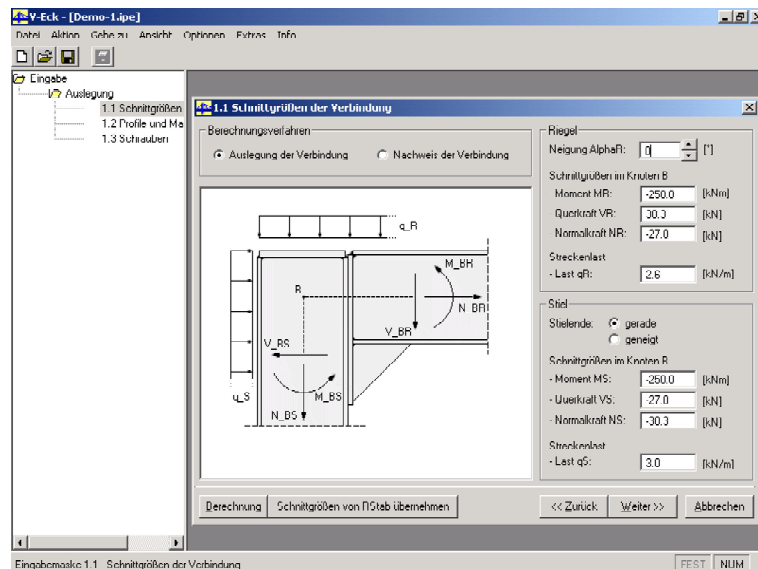 V-Eck - [Demo-1.ipe]
Datei Aktion Gehe zu Ansicht Optionen Extras Info
Eingabe
Auslegung
1.1 Schnittgrößen
1.2 Profile und Ma
1.3 Schrauben
1.1 Schnittgrößen der Verbindung
Berechnungsverfahren
Auslegung der Verbindung Nachweis der Verbindung
q_R
M_BR
B
N_BR
V_BR
V_BS
q_S
M_BS
N_BS
Riegel
Neigung AlphaR: 0 [°]
Schnittgrößen im Knoten B
Moment MR: -250.0 [kNm]
Querkraft VR: 30.3 [kN]
Normalkraft NR: -27.0 [kN]
Streckenlast
- Last qR: 2.6 [kN/m]
Stiel
Stielende: gerade
geneigt
Schnittgrößen im Knoten B
- Moment MS: -250.0 [kNm]
- Querkraft VS: -27.0 [kN]
- Normalkraft NS: -30.3 [kN]
Streckenlast
- Last qS: 3.0 [kN/m]
Berechnung Schnittgrößen von RStab übernehmen << Zurück Weiter >> Abbrechen
Eingabemaske 1.1 Schnittgrößen der Verbindung FEST NUM